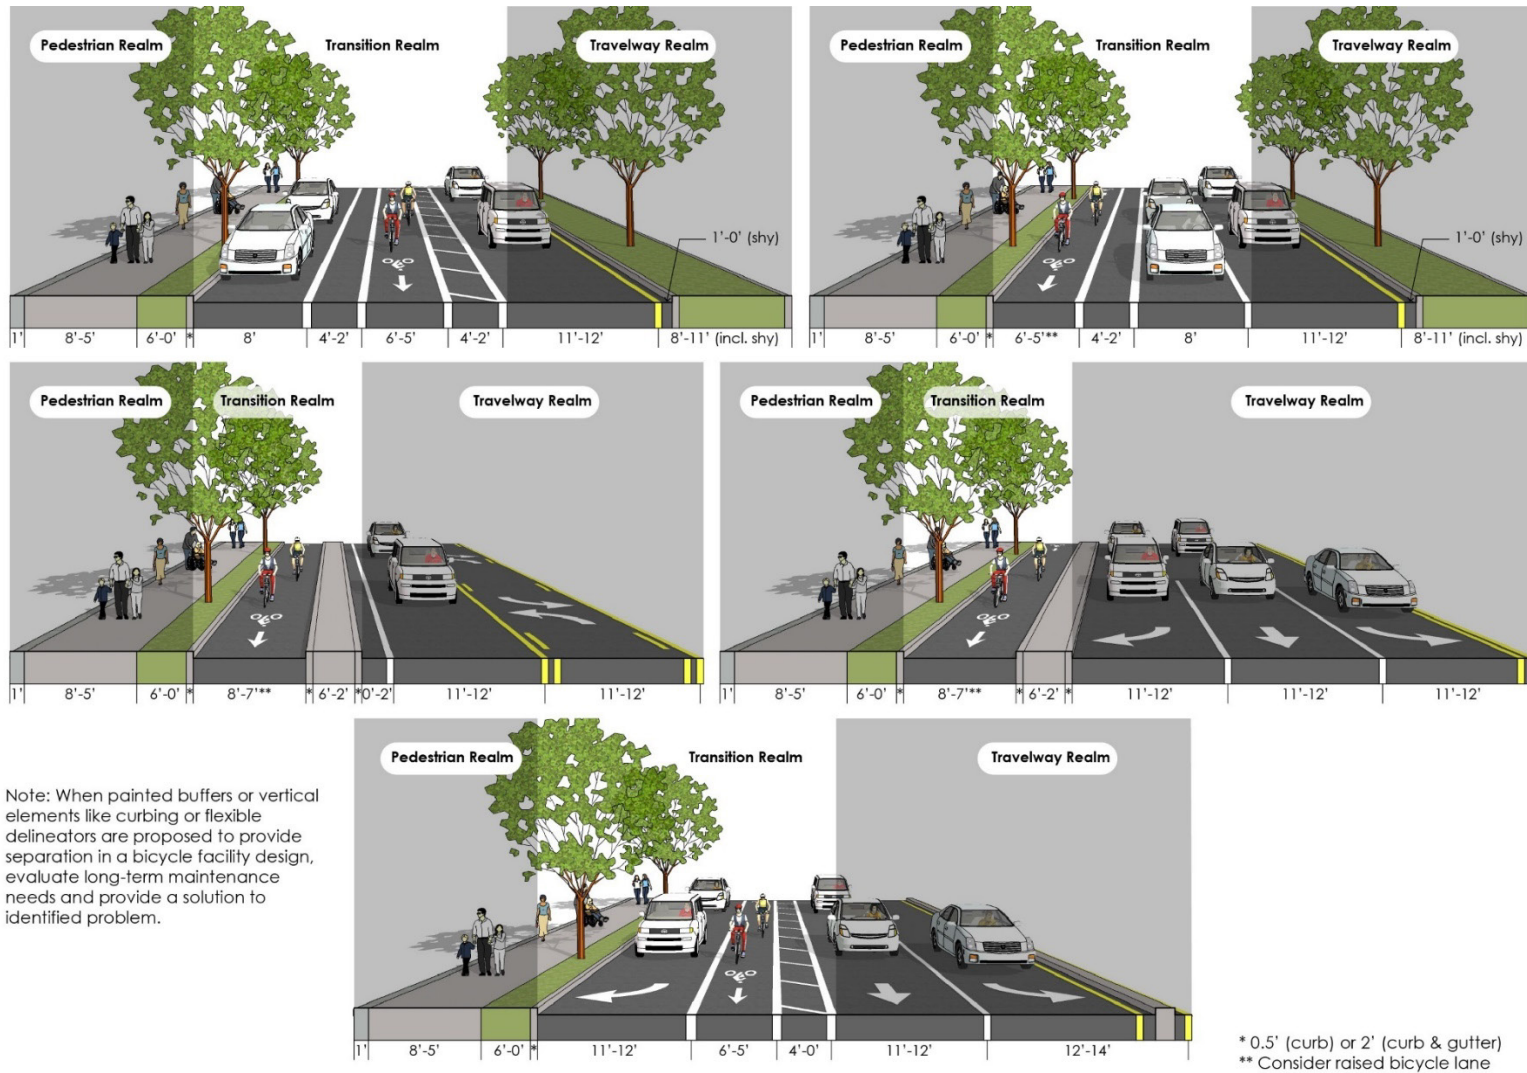 Pedestrian Realm Transition Realm Travelway Realm
1'-0' (shy)
1' 8'-5' 6'-0' * 8' 4'-2' 6'-5' 4'-2' 11'-12' 8'-11' (incl. shy)
Pedestrian Realm Transition Realm Travelway Realm
1'-0' (shy)
1' 8'-5' 6'-0' * 6'-5'** 4'-2' 8' 11'-12' 8'-11' (incl. shy)
Pedestrian Realm Transition Realm Travelway Realm
1' 8'-5' 6'-0' * 8'-7'** * 6'-2' * 0'-2' 11'-12' 11'-12'
Pedestrian Realm Transition Realm Travelway Realm
1' 8'-5' 6'-0' * 8'-7'** * 6'-2' * 11'-12' 11'-12' 11'-12'
Note: When painted buffers or vertical
elements like curbing or flexible
delineators are proposed to provide
separation in a bicycle facility design,
evaluate long-term maintenance
needs and provide a solution to
identified problem.
Pedestrian Realm Transition Realm Travelway Realm
1' 8'-5' 6'-0' * 11'-12' 6'-5' 4'-0' 11'-12' 12'-14'
* 0.5' (curb) or 2' (curb & gutter)
** Consider raised bicycle lane